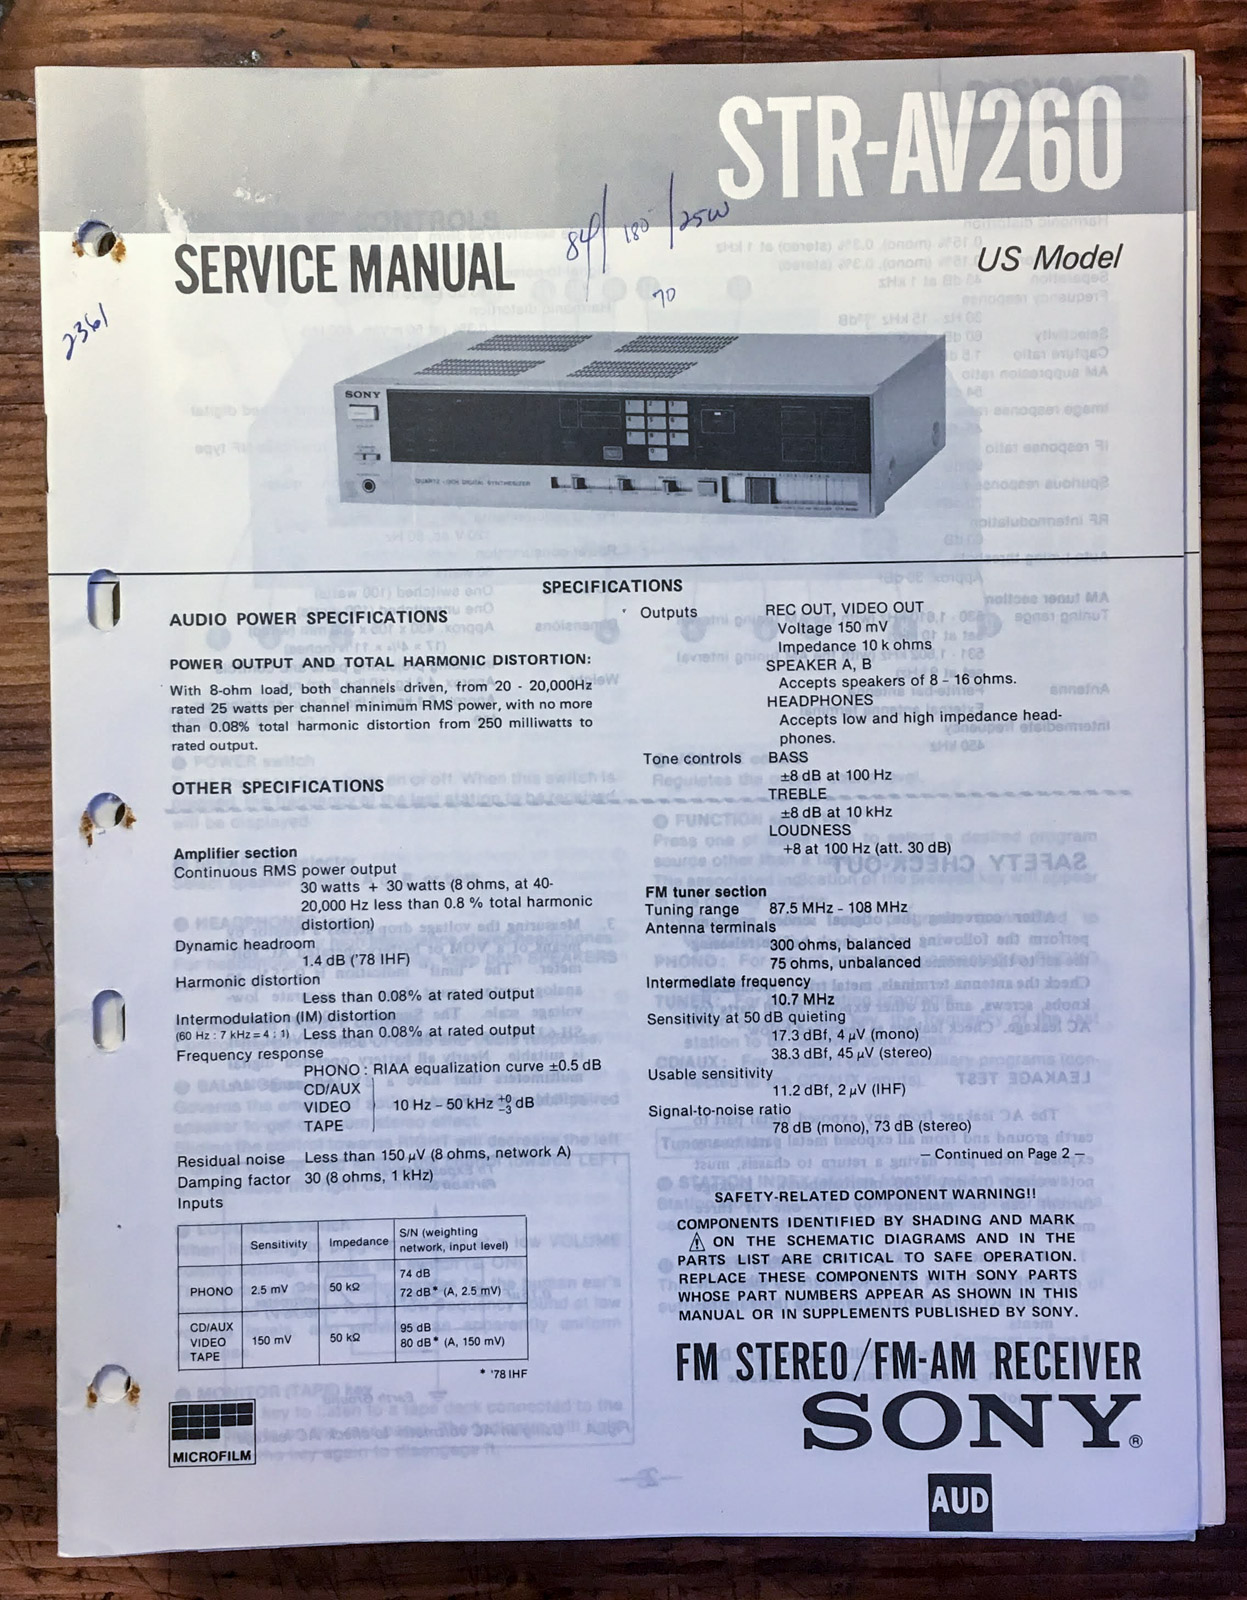 STR-AV260
84/ 180 /25W
70
SERVICE MANUAL
US Model
2361
SONY
QUARTZ-LOCK DIGITAL SYNTHESIZER
SPECIFICATIONS
AUDIO POWER SPECIFICATIONS
POWER OUTPUT AND TOTAL HARMONIC DISTORTION:
With 8-ohm load, both channels driven, from 20 - 20,000Hz
rated 25 watts per channel minimum RMS power, with no more
than 0.08% total harmonic distortion from 250 milliwatts to
rated output.
OTHER SPECIFICATIONS
Amplifier section
Continuous RMS power output
30 watts + 30 watts (8 ohms, at 40-
20,000 Hz less than 0.8 % total harmonic
distortion)
Dynamic headroom
1.4 dB ('78 IHF)
Harmonic distortion
Less than 0.08% at rated output
Intermodulation (IM) distortion
(60 Hz : 7 kHz = 4 : 1) Less than 0.08% at rated output
Frequency response
PHONO : RIAA equalization curve ±0.5 dB
CD/AUX
VIDEO 10 Hz – 50 kHz +0 −3 dB
TAPE
Residual noise Less than 150 μV (8 ohms, network A)
Damping factor 30 (8 ohms, 1 kHz)
Inputs
Sensitivity Impedance S/N (weighting
network, input level)
PHONO 2.5 mV 50 kΩ 74 dB
72 dB* (A, 2.5 mV)
CD/AUX
VIDEO
TAPE
150 mV 50 kΩ 95 dB
80 dB* (A, 150 mV)
* '78 IHF
MICROFILM
Outputs REC OUT, VIDEO OUT
Voltage 150 mV
Impedance 10 k ohms
SPEAKER A, B
Accepts speakers of 8 – 16 ohms.
HEADPHONES
Accepts low and high impedance head-
phones.
Tone controls BASS
±8 dB at 100 Hz
TREBLE
±8 dB at 10 kHz
LOUDNESS
+8 at 100 Hz (att. 30 dB)
FM tuner section
Tuning range 87.5 MHz – 108 MHz
Antenna terminals
300 ohms, balanced
75 ohms, unbalanced
Intermediate frequency
10.7 MHz
Sensitivity at 50 dB quieting
17.3 dBf, 4 μV (mono)
38.3 dBf, 45 μV (stereo)
Usable sensitivity
11.2 dBf, 2 μV (IHF)
Signal-to-noise ratio
78 dB (mono), 73 dB (stereo)
– Continued on Page 2 –
SAFETY-RELATED COMPONENT WARNING!!
COMPONENTS IDENTIFIED BY SHADING AND MARK
⚠ ON THE SCHEMATIC DIAGRAMS AND IN THE
PARTS LIST ARE CRITICAL TO SAFE OPERATION.
REPLACE THESE COMPONENTS WITH SONY PARTS
WHOSE PART NUMBERS APPEAR AS SHOWN IN THIS
MANUAL OR IN SUPPLEMENTS PUBLISHED BY SONY.
FM STEREO/FM-AM RECEIVER
SONY®
AUD